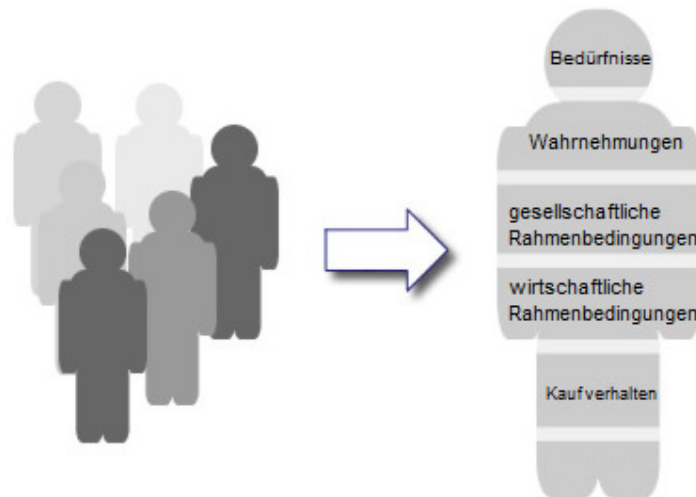 Bedürfnisse
Wahrnehmungen
gesellschaftliche
Rahmenbedingungen
wirtschaftliche
Rahmenbedingungen
Kaufverhalten